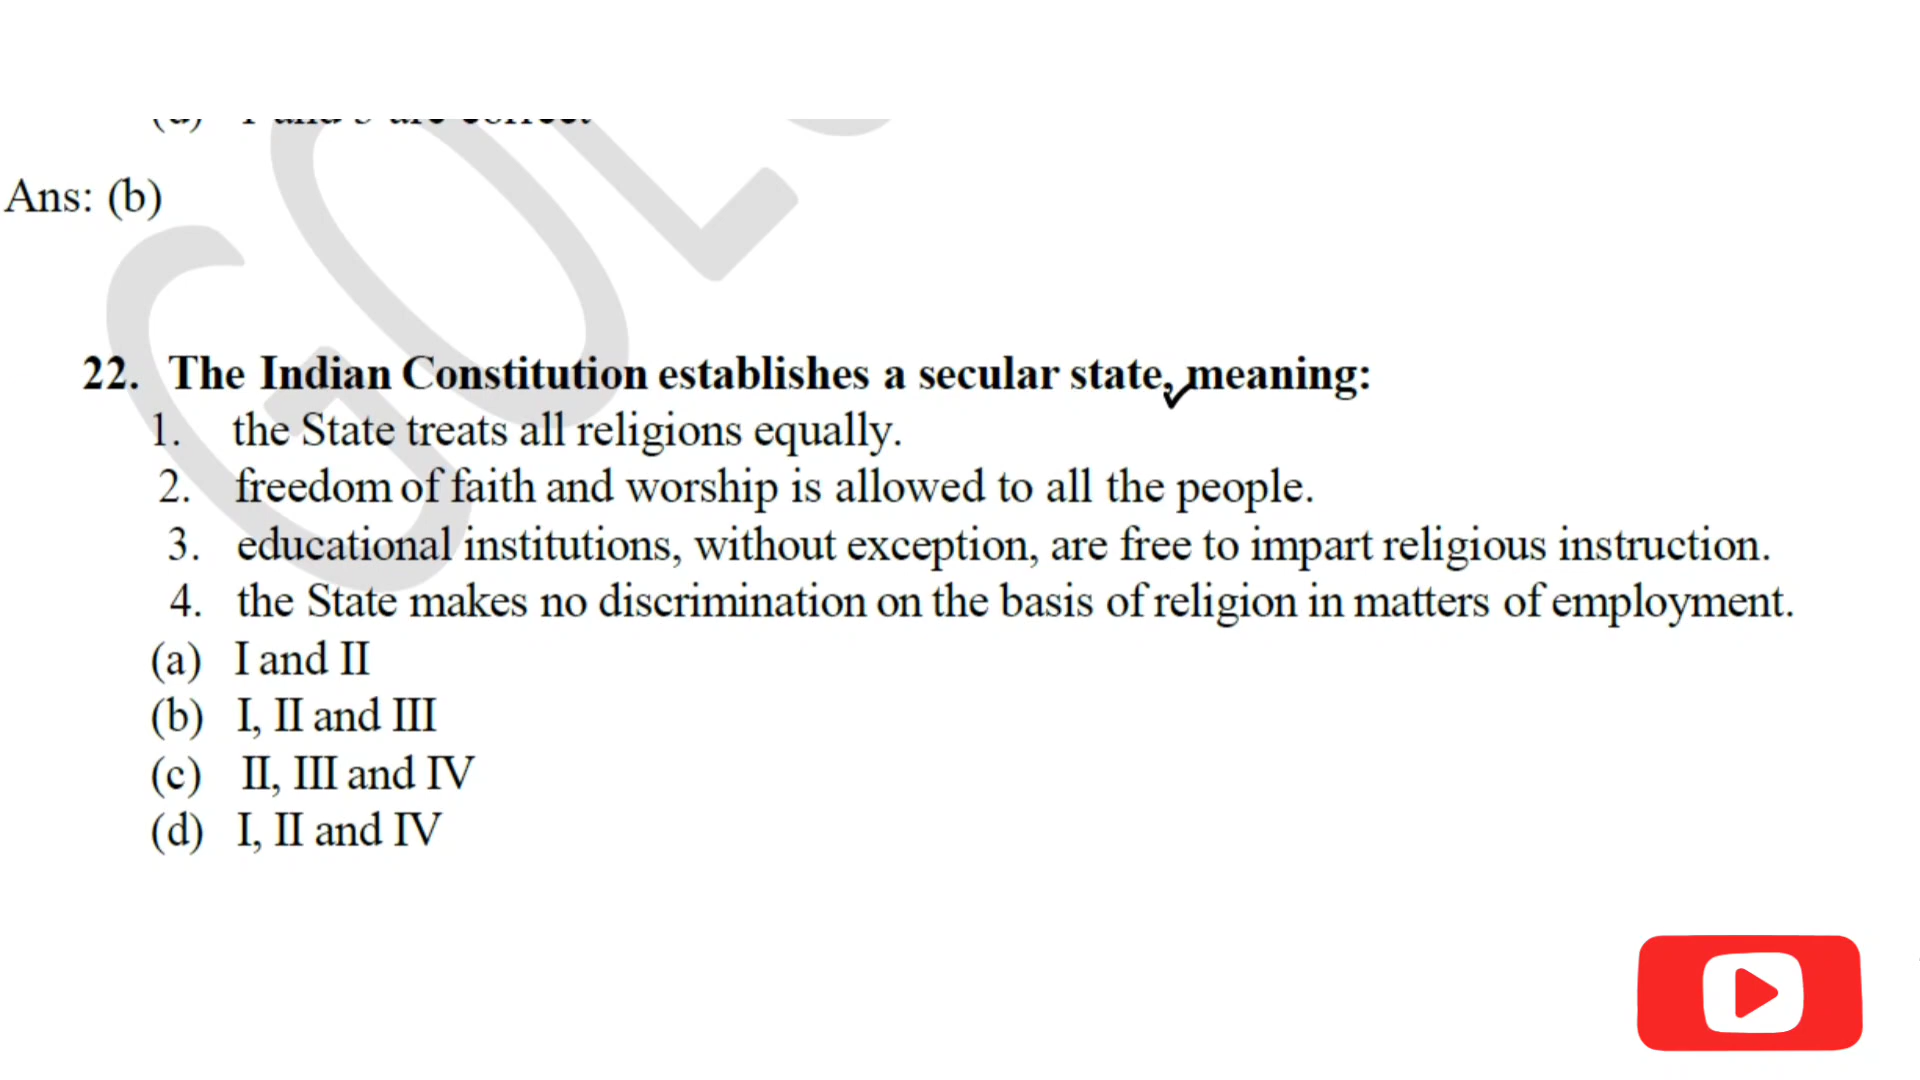 Ans: (b)
22. The Indian Constitution establishes a secular state, meaning:
1. the State treats all religions equally.
2. freedom of faith and worship is allowed to all the people.
3. educational institutions, without exception, are free to impart religious instruction.
4. the State makes no discrimination on the basis of religion in matters of employment.
(a) I and II
(b) I, II and III
(c) II, III and IV
(d) I, II and IV